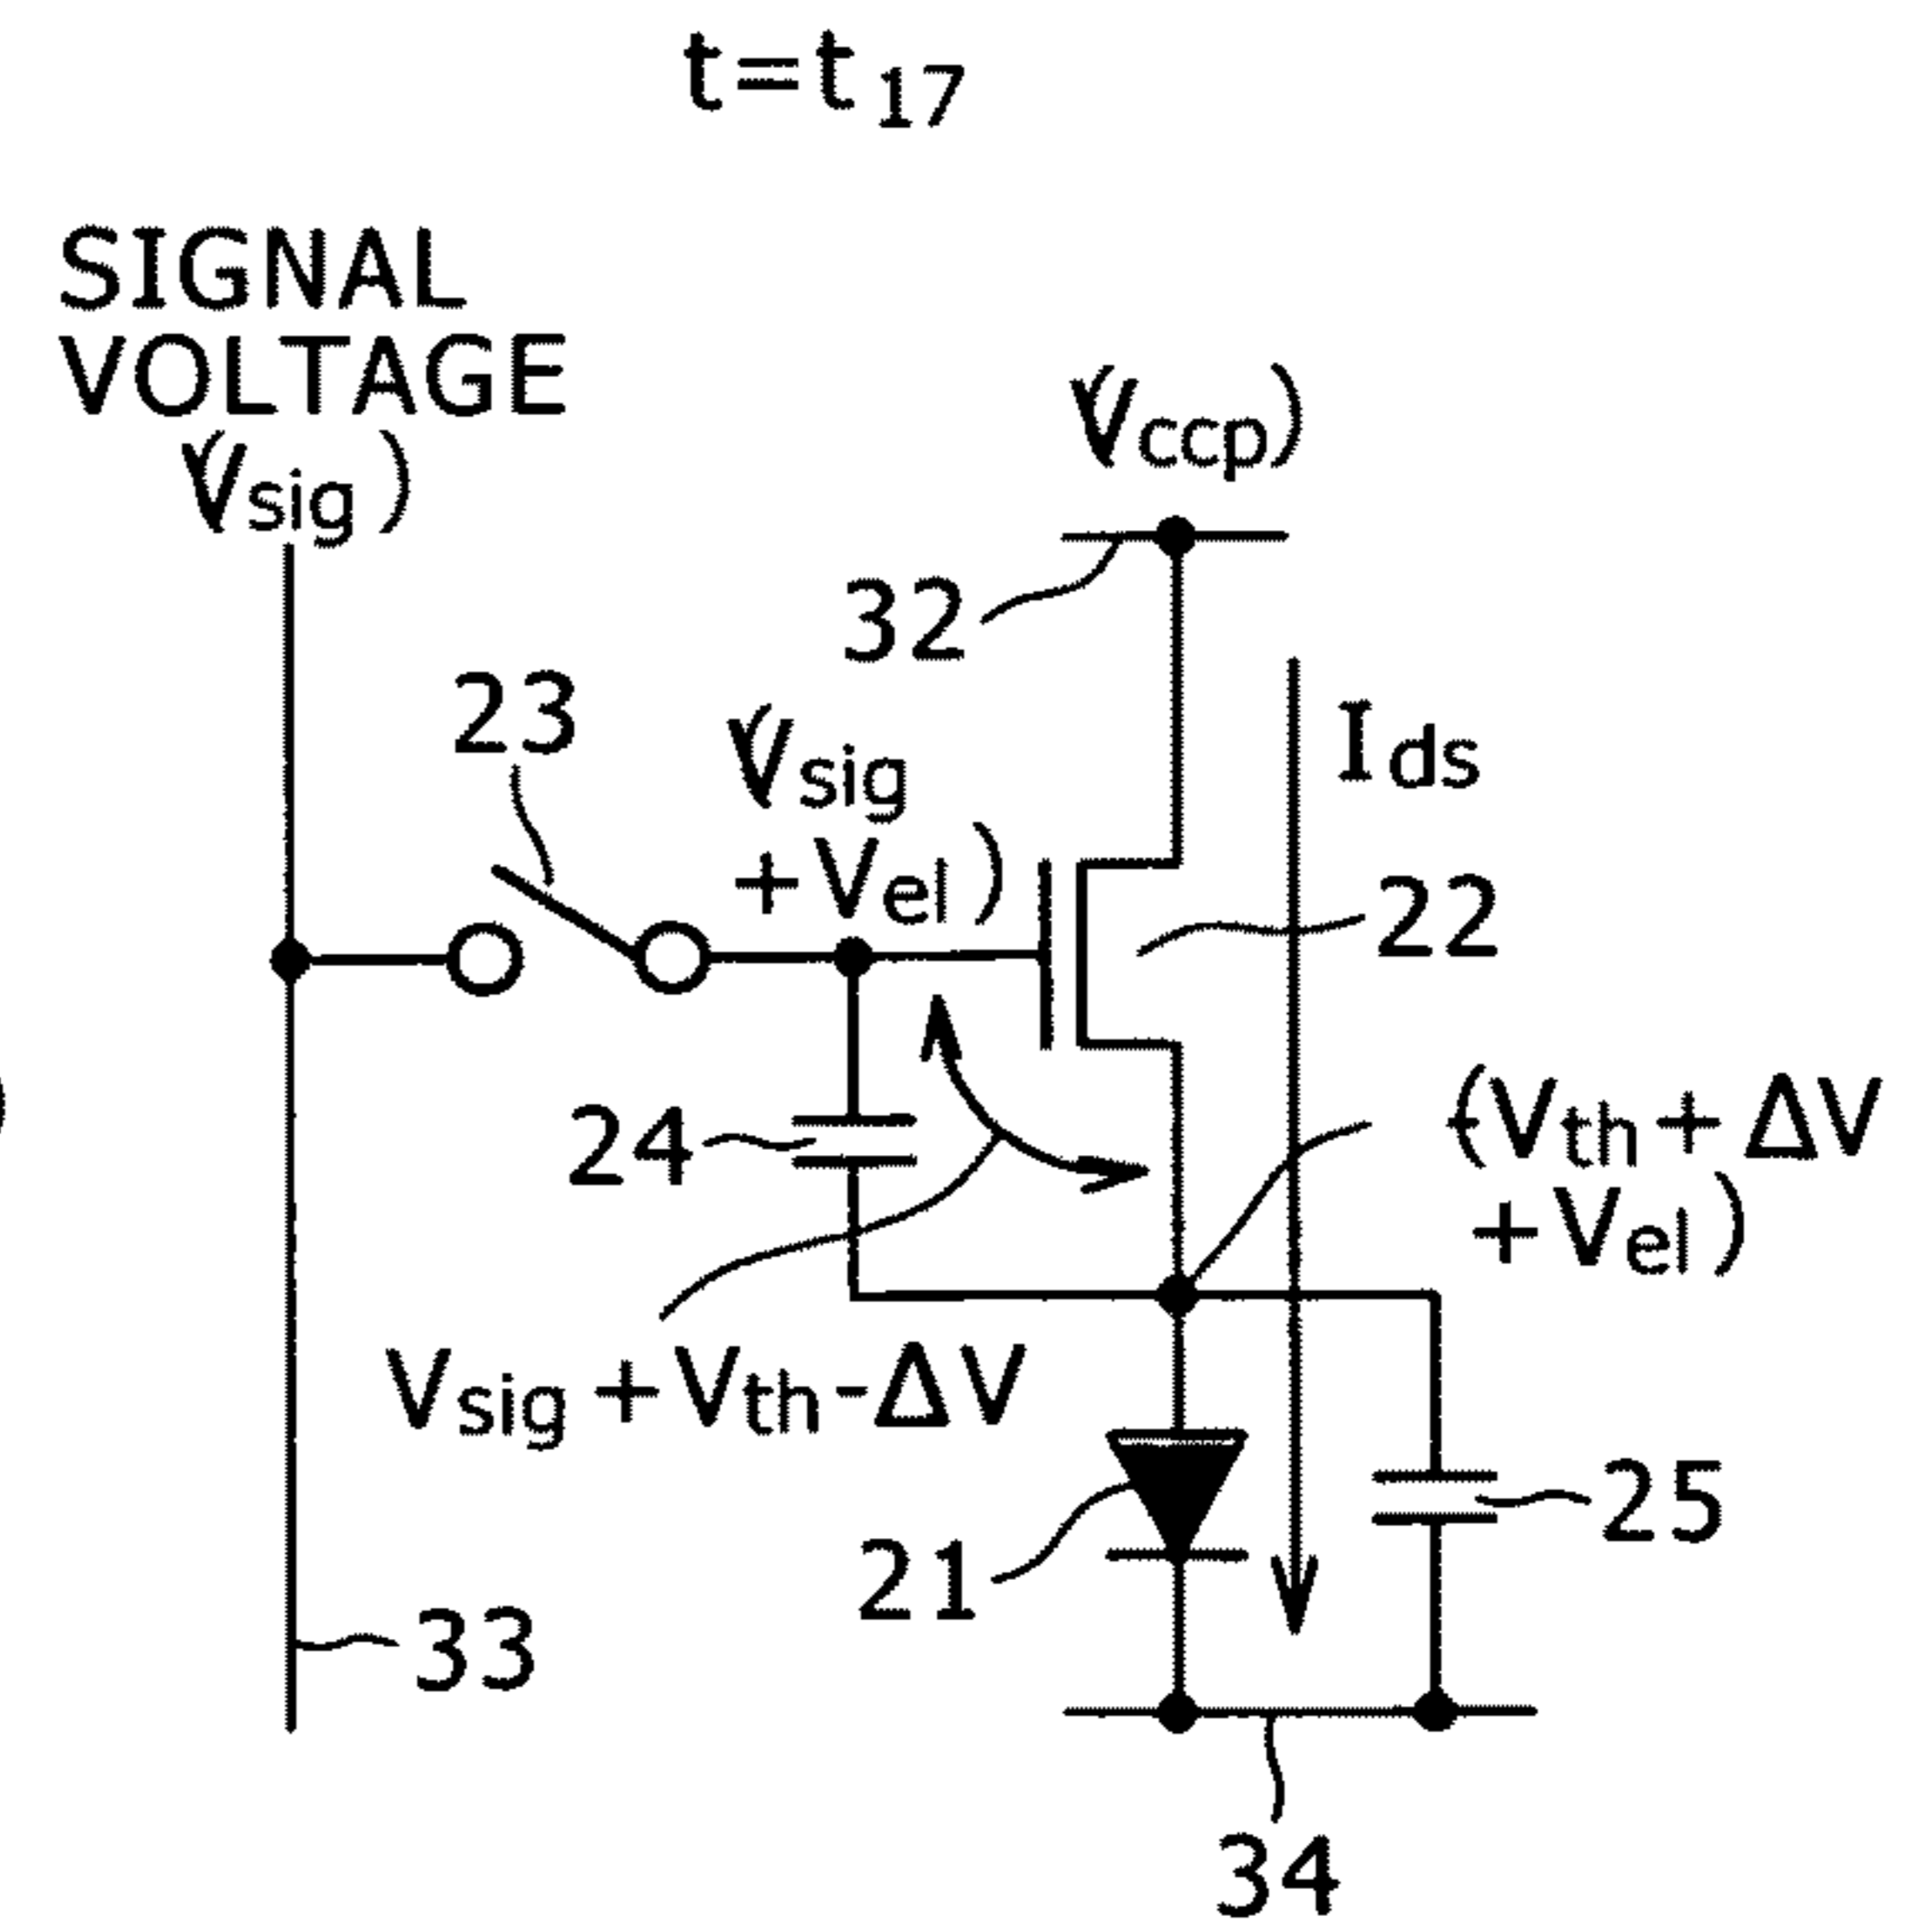 t=t17
SIGNAL
VOLTAGE
(Vsig)
(Vccp)
32
23
(Vsig
+Vel)
Ids
22
24
(-Vth+ΔV
+Vel)
Vsig+Vth-ΔV
25
21
33
34